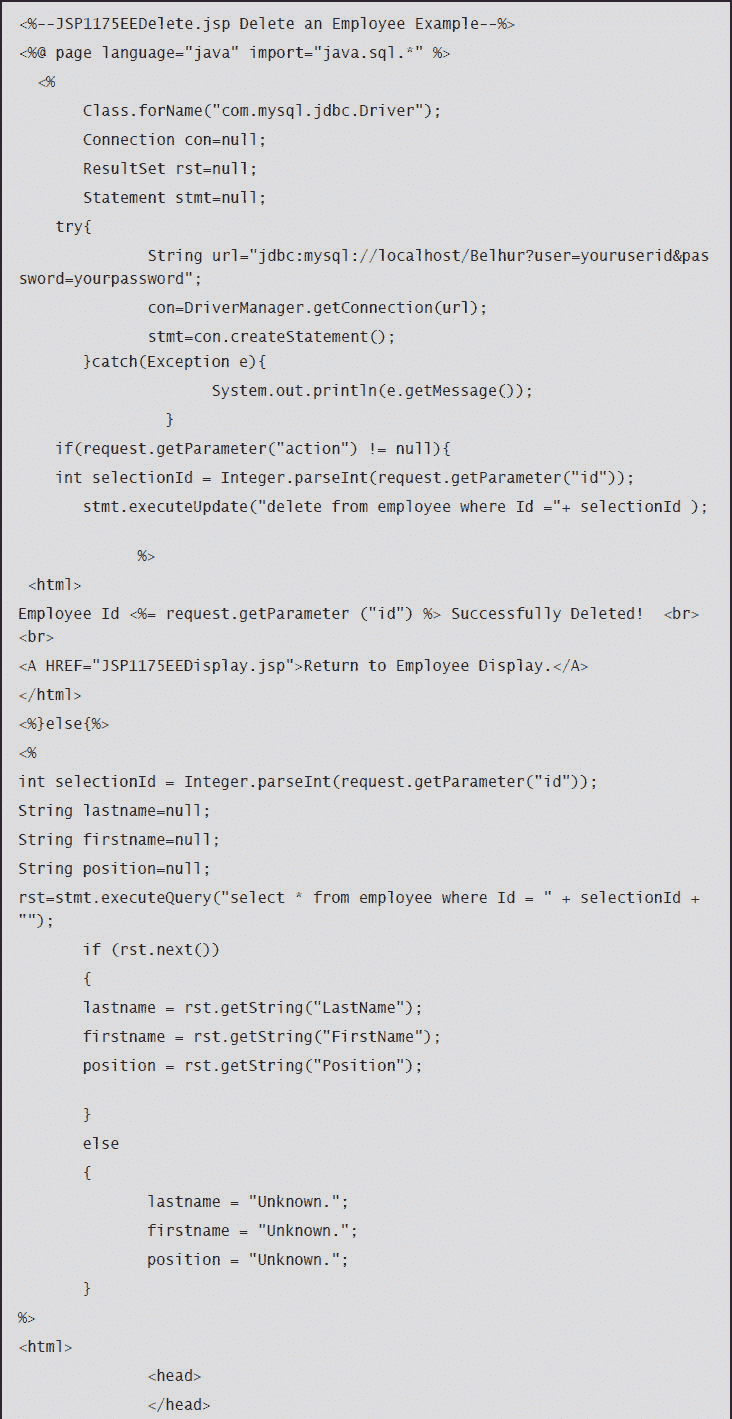 <%--JSP1175EEDelete.jsp Delete an Employee Example--%>
<%@ page language="java" import="java.sql.*" %>
<%
Class.forName("com.mysql.jdbc.Driver");
Connection con=null;
ResultSet rst=null;
Statement stmt=null;
try{
String url="jdbc:mysql://localhost/Belhur?user=youruserid&pas
sword=yourpassword";
con=DriverManager.getConnection(url);
stmt=con.createStatement();
}catch(Exception e){
System.out.println(e.getMessage());
}
if(request.getParameter("action") != null){
int selectionId = Integer.parseInt(request.getParameter("id"));
stmt.executeUpdate("delete from employee where Id ="+ selectionId );
%>
<html>
Employee Id <%= request.getParameter ("id") %> Successfully Deleted!  <br>
<br>
<A HREF="JSP1175EEDisplay.jsp">Return to Employee Display.</A>
</html>
<%}else{%>
<%
int selectionId = Integer.parseInt(request.getParameter("id"));
String lastname=null;
String firstname=null;
String position=null;
rst=stmt.executeQuery("select * from employee where Id = " + selectionId +
"");
if (rst.next())
{
lastname = rst.getString("LastName");
firstname = rst.getString("FirstName");
position = rst.getString("Position");
}
else
{
lastname = "Unknown.";
firstname = "Unknown.";
position = "Unknown.";
}
%>
<html>
<head>
</head>